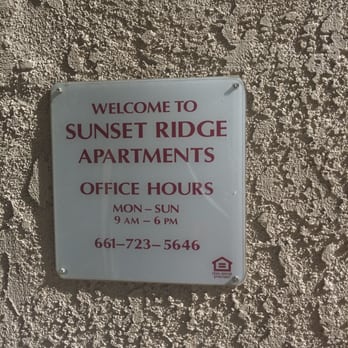 WELCOME TO
SUNSET RIDGE
APARTMENTS
OFFICE HOURS
MON – SUN
9 AM – 6 PM
661–723–5646